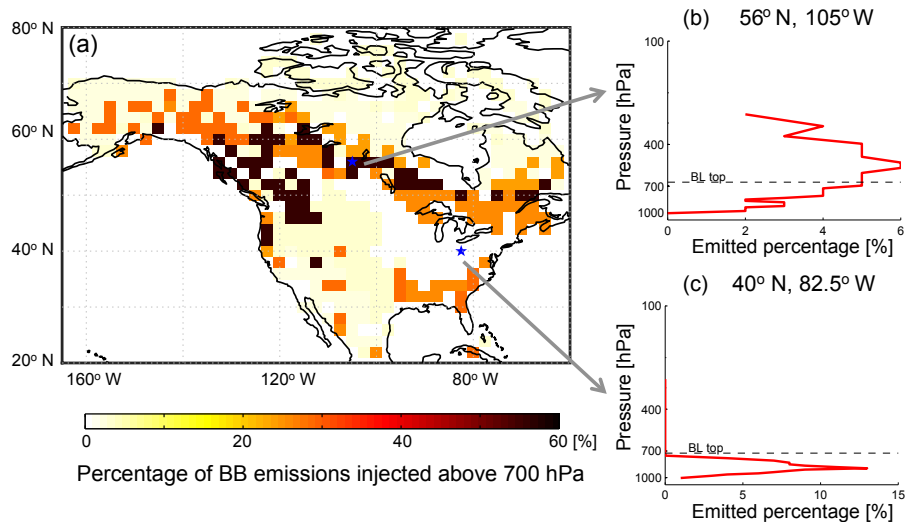 (a)
80° N
60° N
40° N
20° N
160° W
120° W
80° W
0
20
40
60 [%]
Percentage of BB emissions injected above 700 hPa
(b)
56° N, 105° W
Pressure [hPa]
100
400
700
1000
BL top
0
2
4
6
Emitted percentage [%]
(c)
40° N, 82.5° W
Pressure [hPa]
100
400
700
1000
BL top
0
5
10
15
Emitted percentage [%]